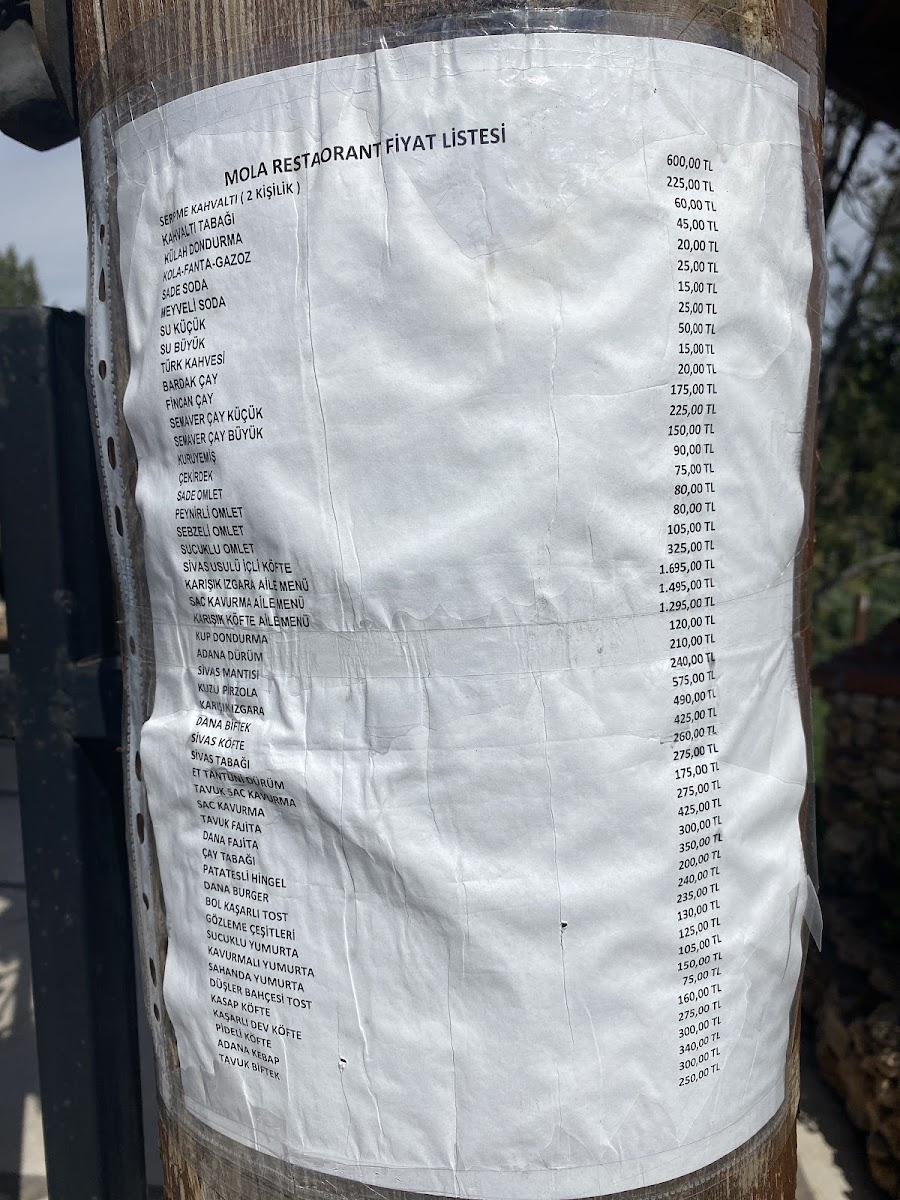 MOLA RESTAORANT FİYAT LİSTESİ
SERPME KAHVALTI ( 2 KİŞİLİK ) 600,00 TL
KAHVALTI TABAĞI 225,00 TL
KÜLAH DONDURMA 60,00 TL
KOLA-FANTA-GAZOZ 45,00 TL
SADE SODA 20,00 TL
MEYVELİ SODA 25,00 TL
SU KÜÇÜK 15,00 TL
SU BÜYÜK 25,00 TL
TÜRK KAHVESİ 50,00 TL
BARDAK ÇAY 15,00 TL
FİNCAN ÇAY 20,00 TL
SEMAVER ÇAY KÜÇÜK 175,00 TL
SEMAVER ÇAY BÜYÜK 225,00 TL
KURUYEMİŞ 150,00 TL
ÇEKİRDEK 90,00 TL
SADE OMLET 75,00 TL
PEYNİRLİ OMLET 80,00 TL
SEBZELİ OMLET 80,00 TL
SUCUKLU OMLET 105,00 TL
SİVAS USULÜ İÇLİ KÖFTE 325,00 TL
KARIŞIK IZGARA AİLE MENÜ 1.695,00 TL
SAC KAVURMA AİLE MENÜ 1.495,00 TL
KARIŞIK KÖFTE AİLE MENÜ 1.295,00 TL
KUP DONDURMA 120,00 TL
ADANA DÜRÜM 210,00 TL
SİVAS MANTISI 240,00 TL
KUZU PİRZOLA 575,00 TL
KARIŞIK IZGARA 490,00 TL
DANA BİFTEK 425,00 TL
SİVAS KÖFTE 260,00 TL
SİVAS TABAĞI 275,00 TL
ET TANTUNİ DÜRÜM 175,00 TL
TAVUK SAC KAVURMA 275,00 TL
SAC KAVURMA 425,00 TL
TAVUK FAJİTA 300,00 TL
DANA FAJİTA 350,00 TL
ÇAY TABAĞI 200,00 TL
PATATESLİ HİNGEL 240,00 TL
DANA BURGER 235,00 TL
BOL KAŞARLI TOST 130,00 TL
GÖZLEME ÇEŞİTLERİ 125,00 TL
SUCUKLU YUMURTA 105,00 TL
KAVURMALI YUMURTA 150,00 TL
SAHANDA YUMURTA 75,00 TL
DÜŞLER BAHÇESİ TOST 160,00 TL
KASAP KÖFTE 275,00 TL
KAŞARLI DEV KÖFTE 300,00 TL
PİDELİ KÖFTE 340,00 TL
ADANA KEBAP 300,00 TL
TAVUK BİFTEK 250,00 TL